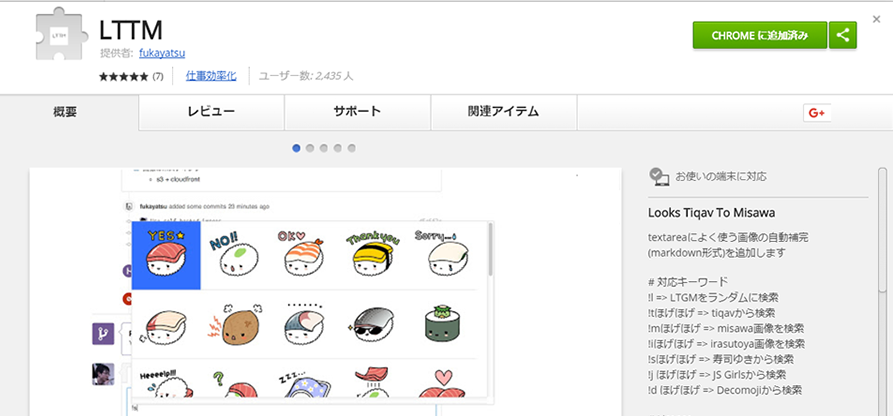 LTTM
LTTM
提供者: fukayatsu
★★★★★ (7) 仕事効率化 ユーザー数: 2,435 人
CHROME に追加済み
概要 レビュー サポート 関連アイテム
G+
s3 → cloudfront
fukayatsu added some commits 20 minutes ago
YES★ NO!! OK♥ Thank you Sorry...
Heeeelp!!! ? zzz...
お使いの端末に対応
Looks Tiqav To Misawa
textareaによく使う画像の自動補完
(markdown形式)を追加します
# 対応キーワード
!l => LTGMをランダムに検索
!tほげほげ => tiqavから検索
!mほげほげ => misawa画像を検索
!iほげほげ => irasutoya画像を検索
!sほげほげ => 寿司ゆきから検索
!j ほげほげ => JS Girlsから検索
!d ほげほげ => Decomojiから検索